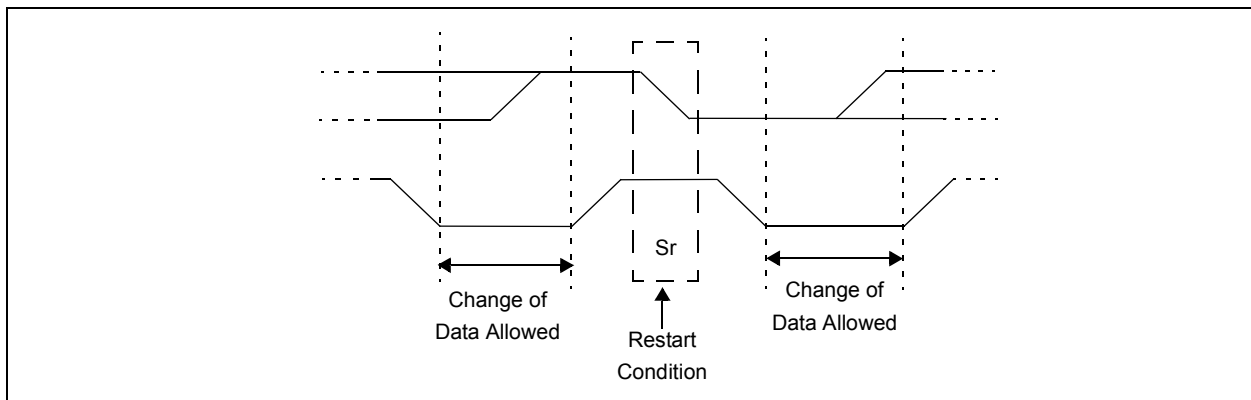 Sr
Change of
Data Allowed
Restart
Condition
Change of
Data Allowed